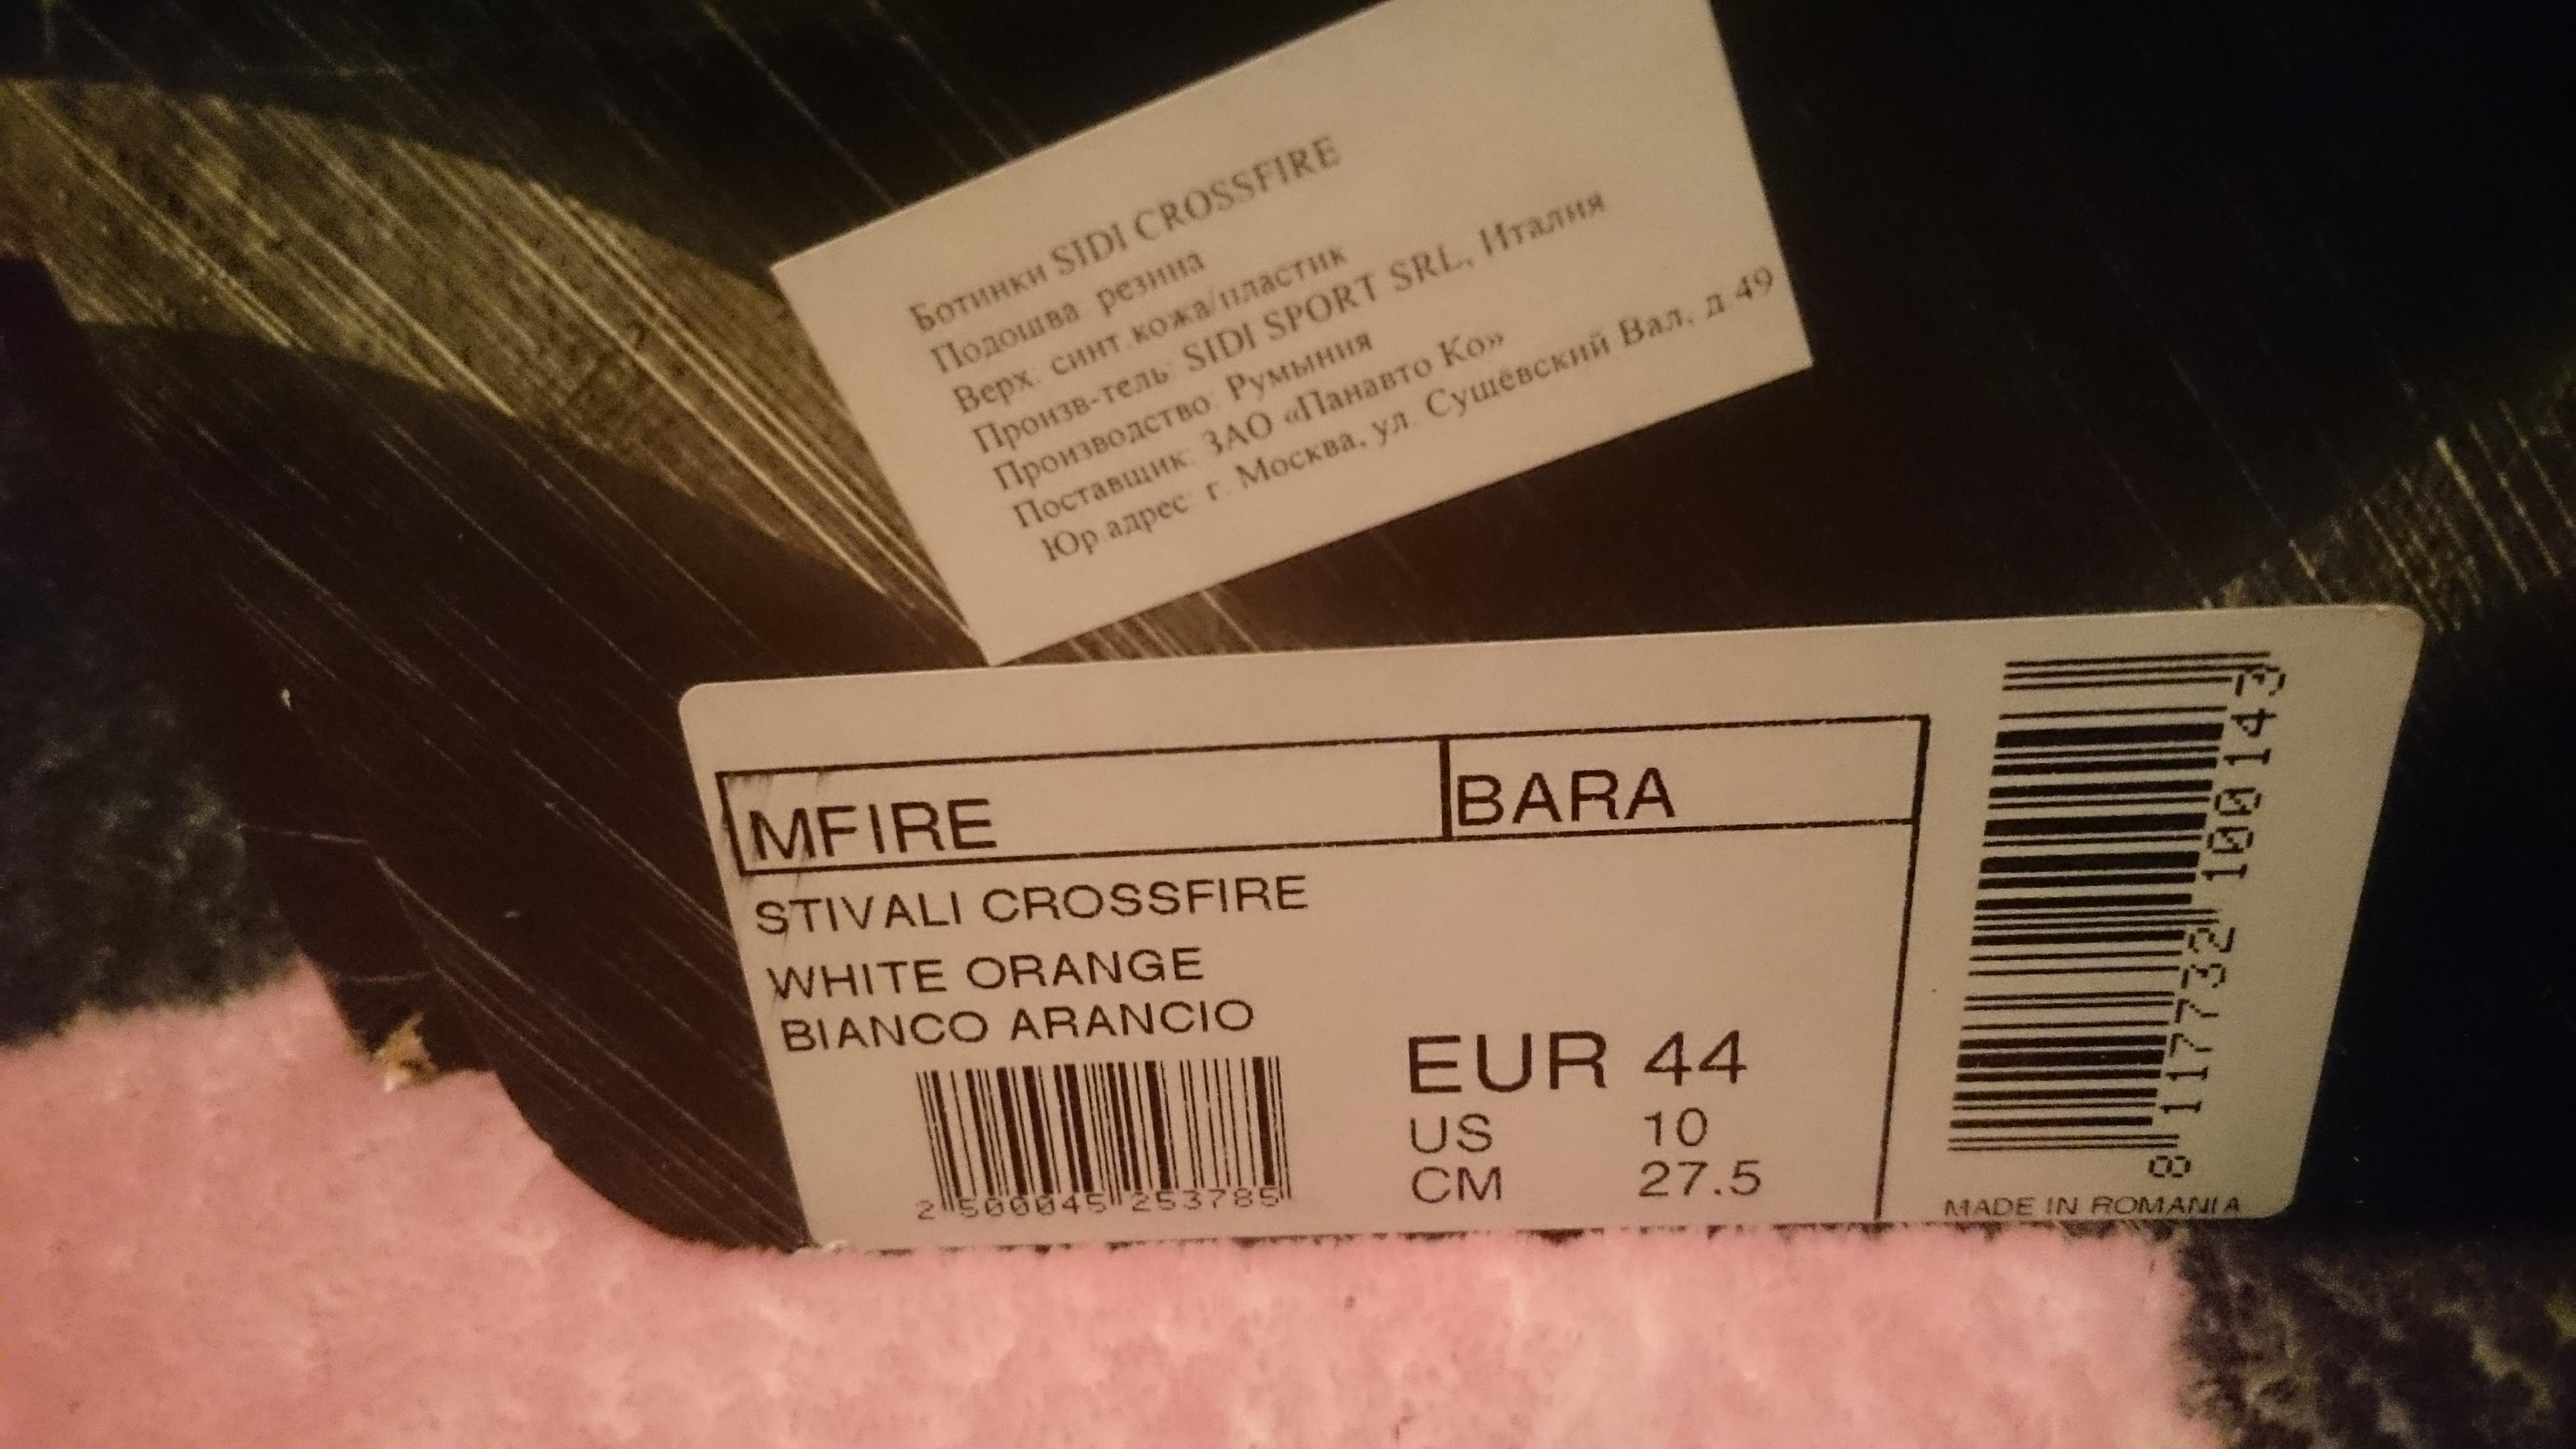 Ботинки SIDI CROSSFIRE
Подошва: резина
Верх: синт.кожа/пластик
Произв-тель: SIDI SPORT SRL, Италия
Производство: Румыния
Поставщик: ЗАО «Панавто Ко»
Юр.адрес: г. Москва, ул. Сущёвский Вал, д.49
MFIRE BARA
STIVALI CROSSFIRE
WHITE ORANGE
BIANCO ARANCIO
EUR 44
US 10
CM 27.5
2 500045 253785
8 117732 100143
MADE IN ROMANIA